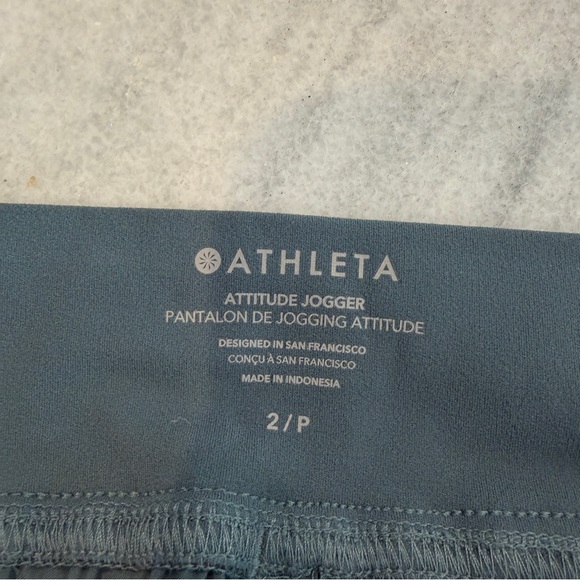 ATHLETA
ATTITUDE JOGGER
PANTALON DE JOGGING ATTITUDE
DESIGNED IN SAN FRANCISCO
CONÇU À SAN FRANCISCO
MADE IN INDONESIA
2/P